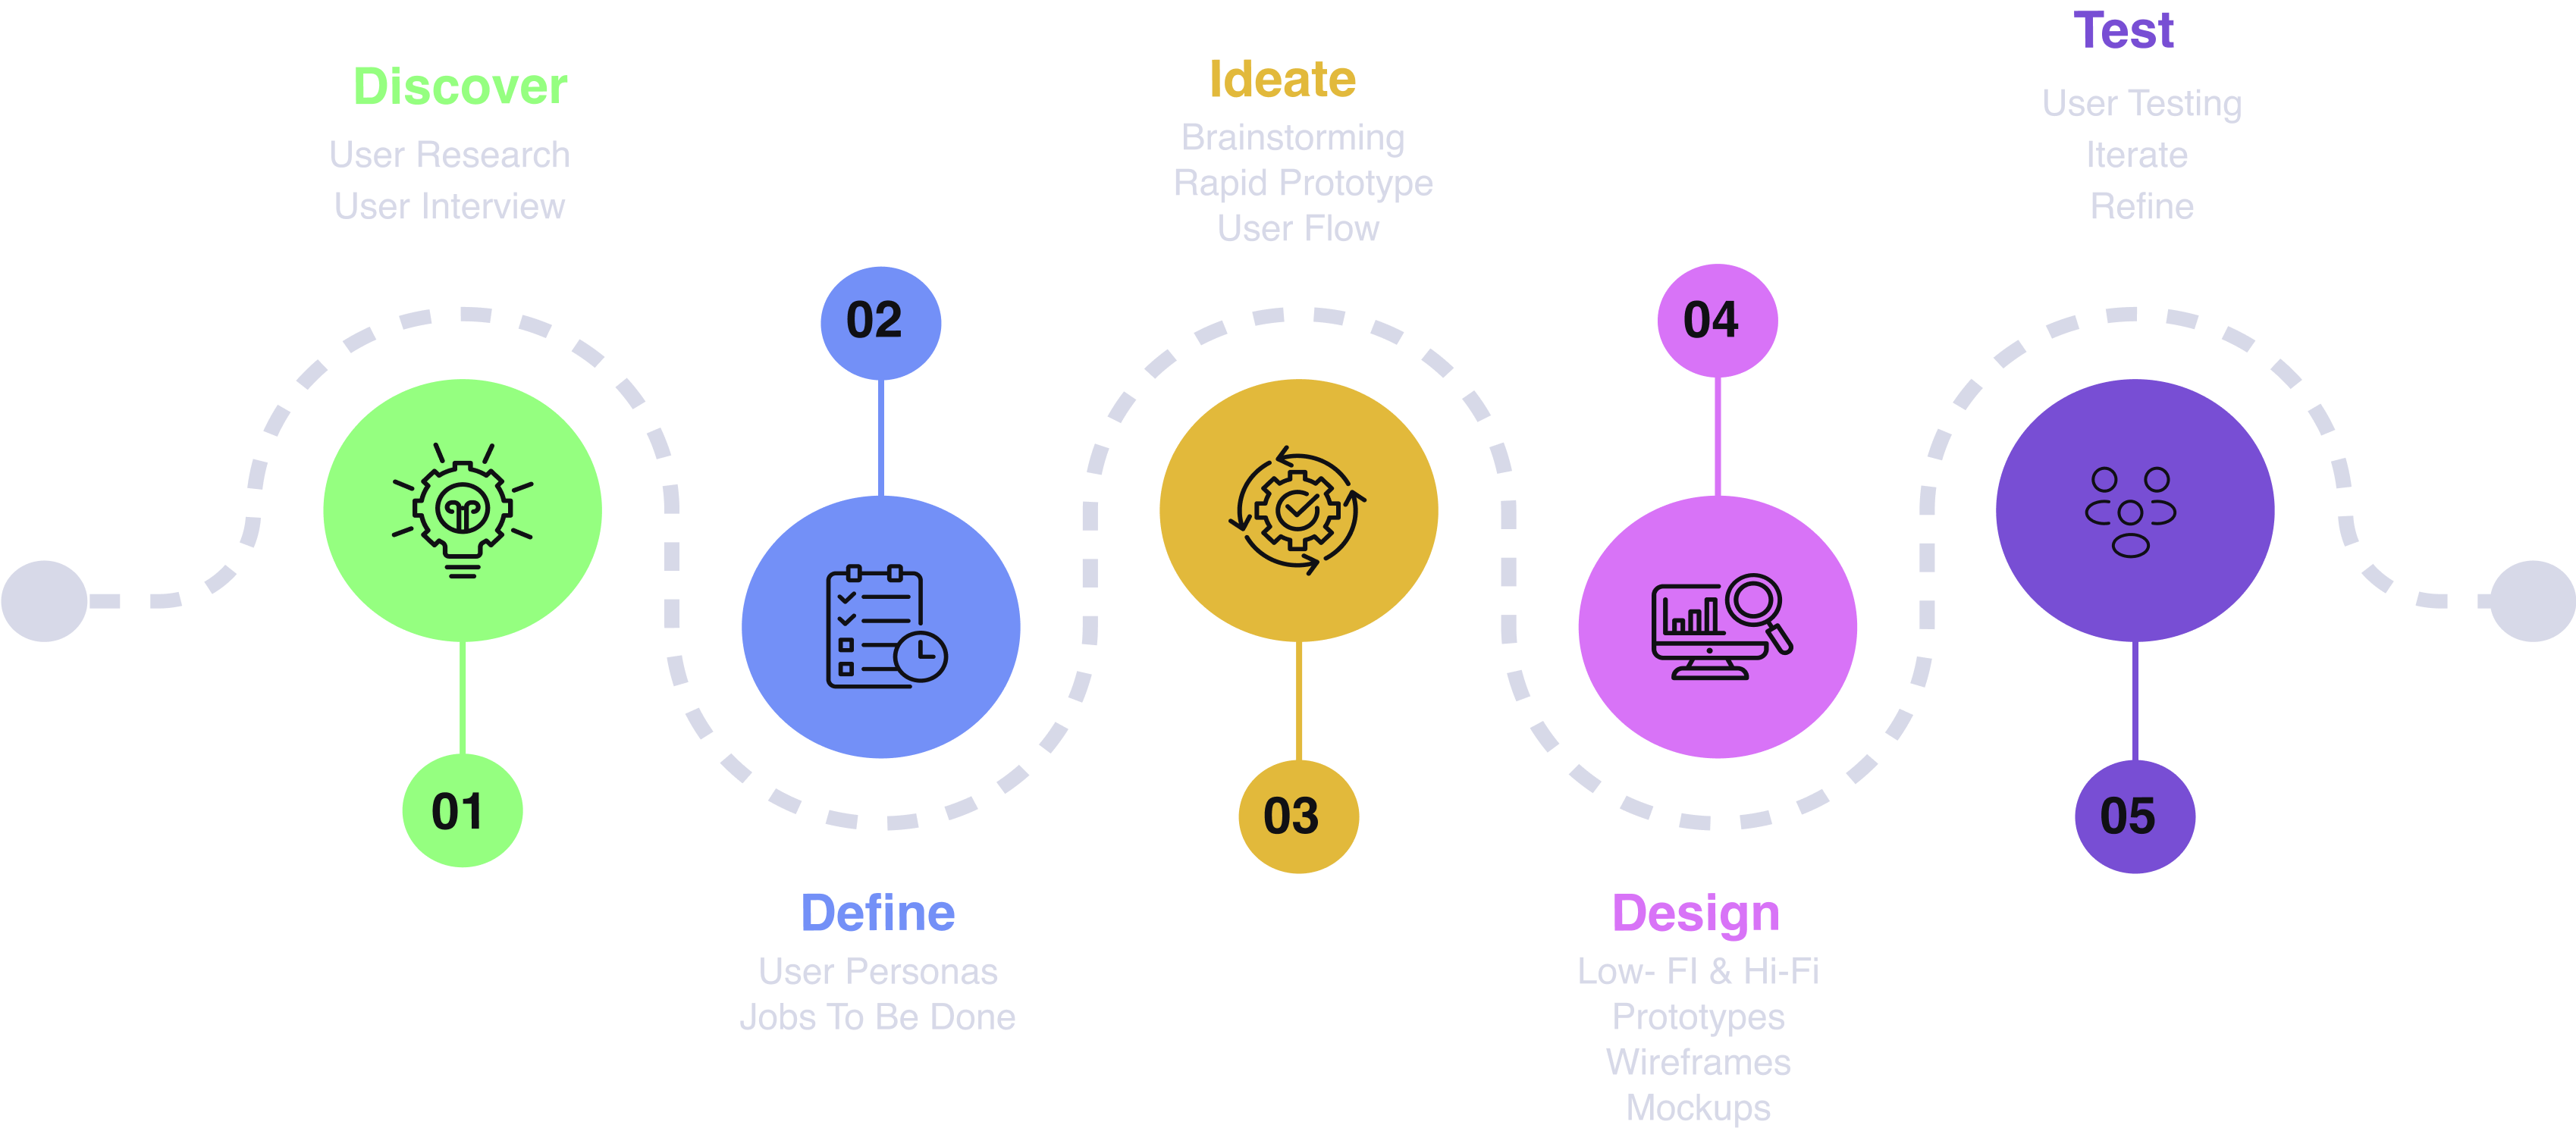 Discover
User Research
User Interview
01
02
Define
User Personas
Jobs To Be Done
Ideate
Brainstorming
Rapid Prototype
User Flow
03
04
Design
Low- FI & Hi-Fi
Prototypes
Wireframes
Mockups
Test
User Testing
Iterate
Refine
05